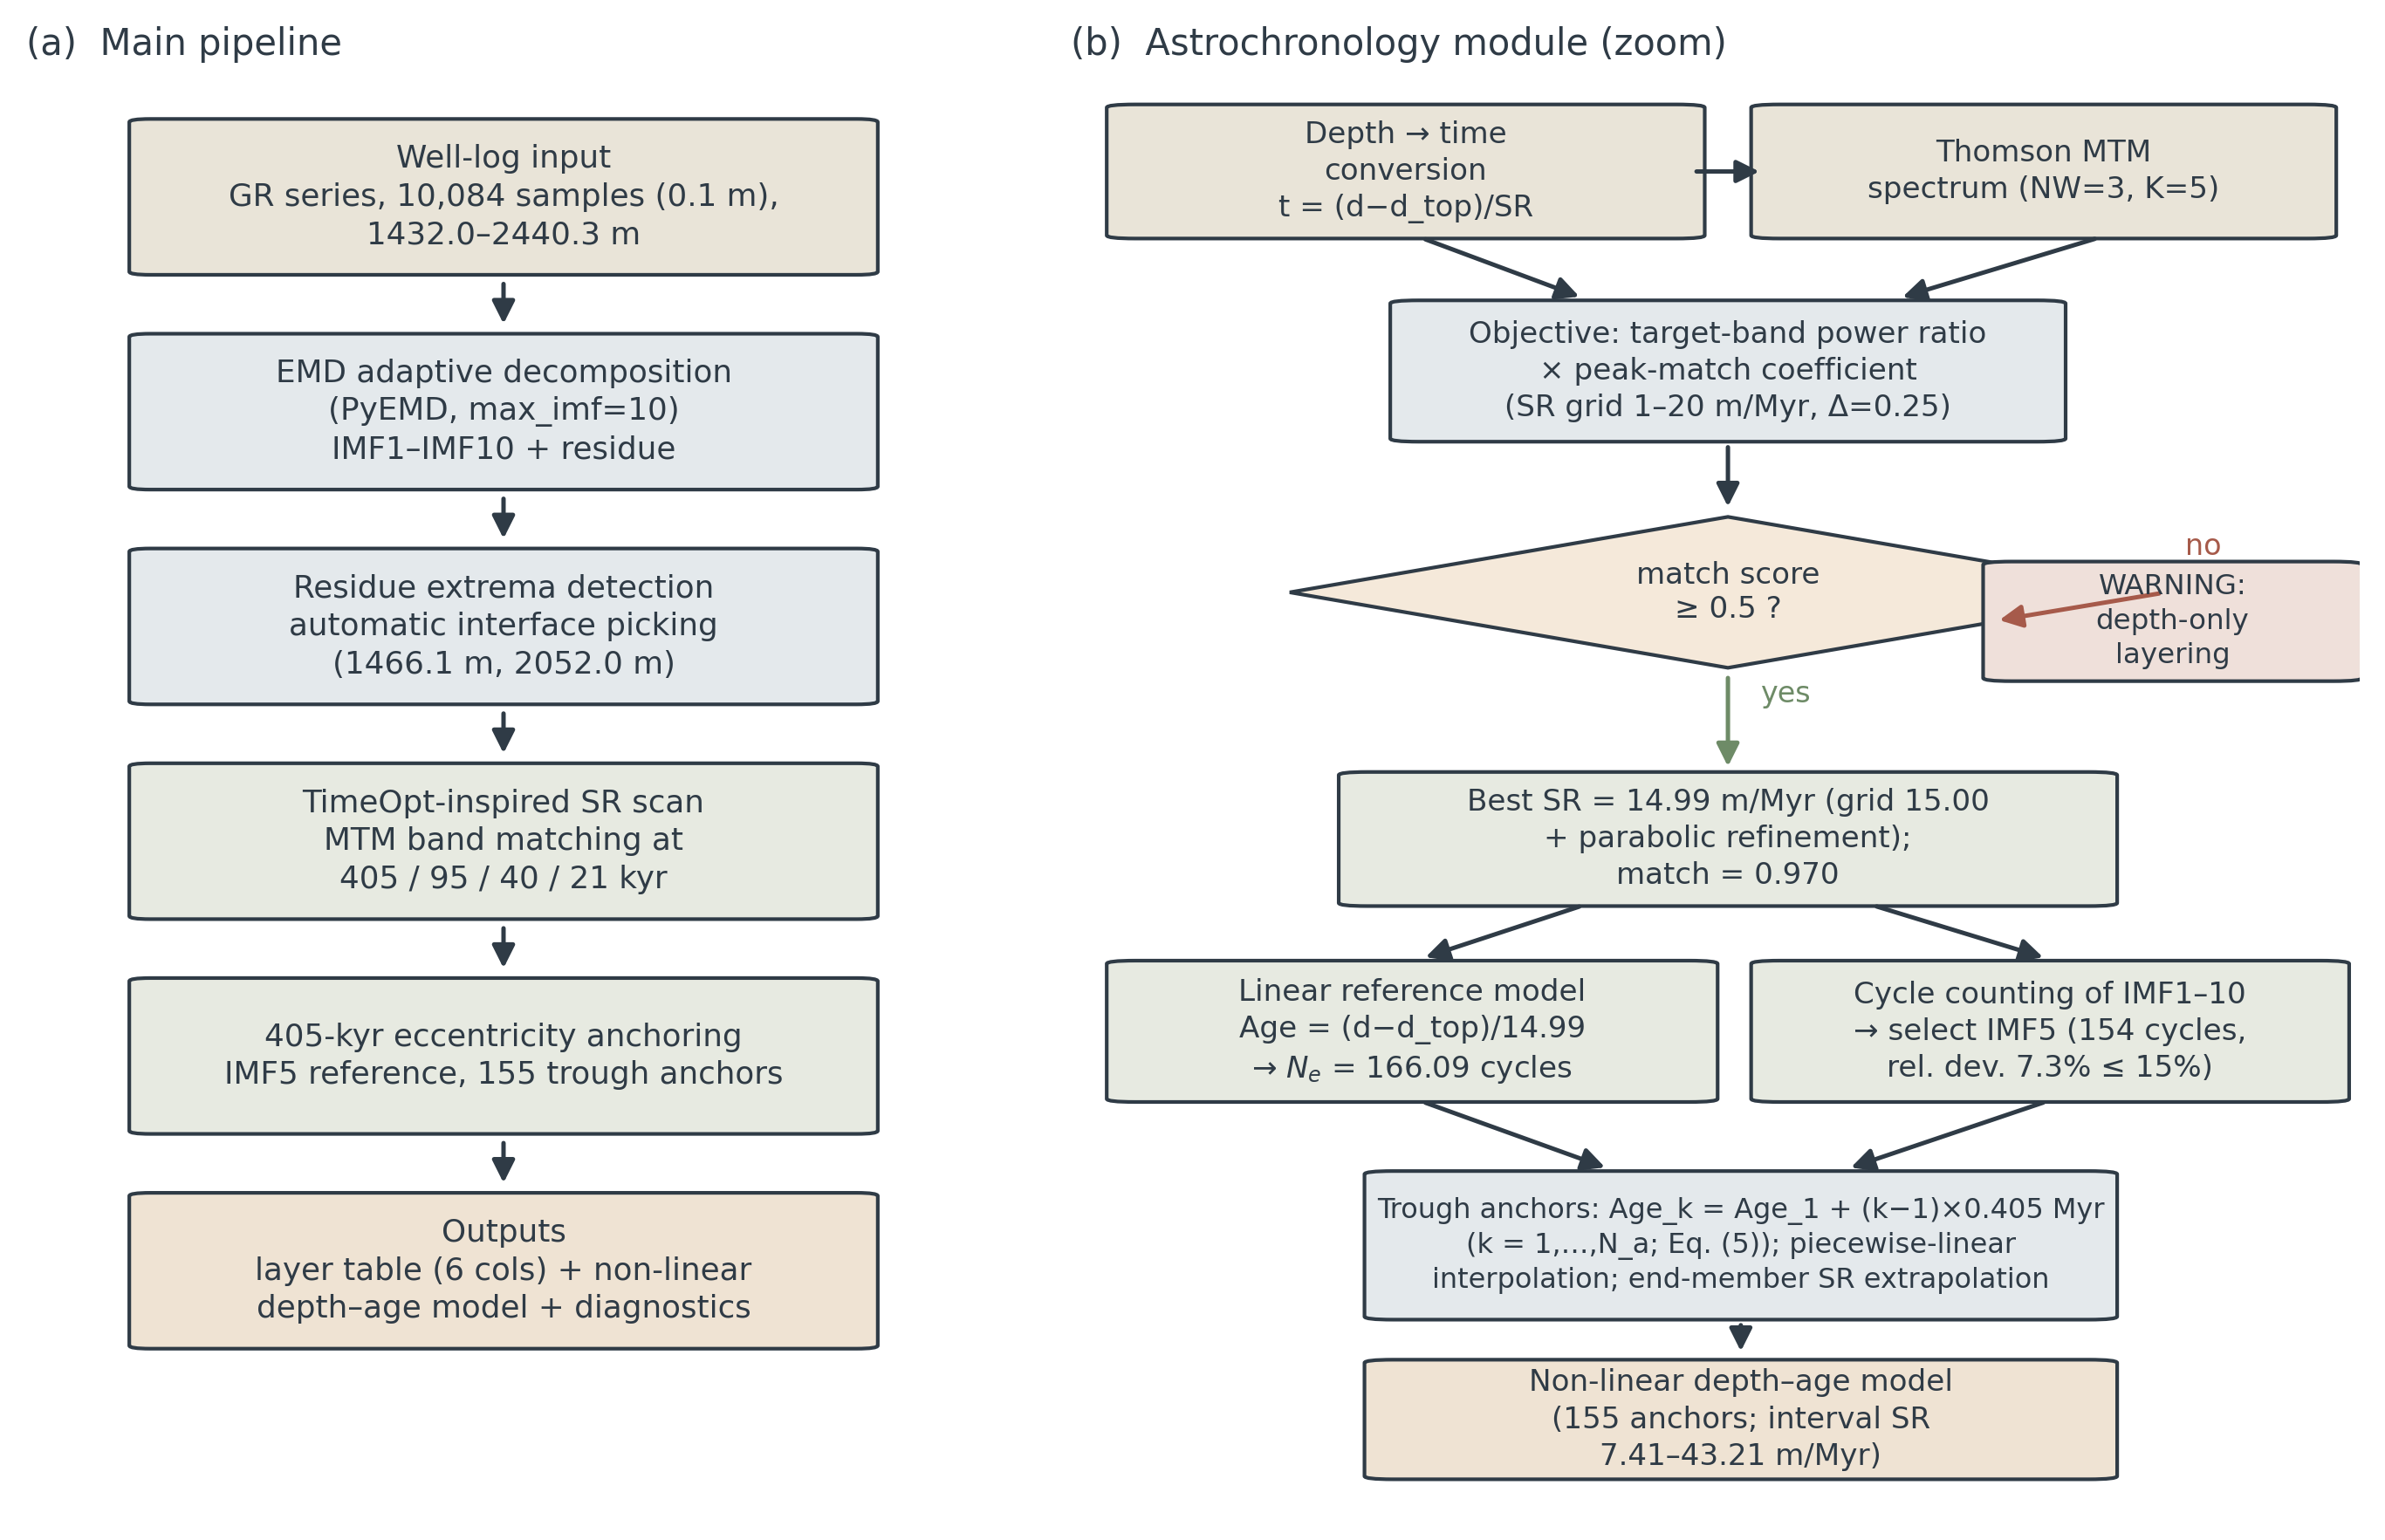 (a)  Main pipeline
Well-log input
GR series, 10,084 samples (0.1 m),
1432.0–2440.3 m
EMD adaptive decomposition
(PyEMD, max_imf=10)
IMF1–IMF10 + residue
Residue extrema detection
automatic interface picking
(1466.1 m, 2052.0 m)
TimeOpt-inspired SR scan
MTM band matching at
405 / 95 / 40 / 21 kyr
405-kyr eccentricity anchoring
IMF5 reference, 155 trough anchors
Outputs
layer table (6 cols) + non-linear
depth–age model + diagnostics
(b)  Astrochronology module (zoom)
Depth → time
conversion
t = (d−d_top)/SR
Thomson MTM
spectrum (NW=3, K=5)
Objective: target-band power ratio
× peak-match coefficient
(SR grid 1–20 m/Myr, Δ=0.25)
match score
≥ 0.5 ?
no
WARNING:
depth-only
layering
yes
Best SR = 14.99 m/Myr (grid 15.00
+ parabolic refinement);
match = 0.970
Linear reference model
Age = (d−d_top)/14.99
→ Nₑ = 166.09 cycles
Cycle counting of IMF1–10
→ select IMF5 (154 cycles,
rel. dev. 7.3% ≤ 15%)
Trough anchors: Age_k = Age_1 + (k−1)×0.405 Myr
(k = 1,...,N_a; Eq. (5)); piecewise-linear
interpolation; end-member SR extrapolation
Non-linear depth–age model
(155 anchors; interval SR
7.41–43.21 m/Myr)